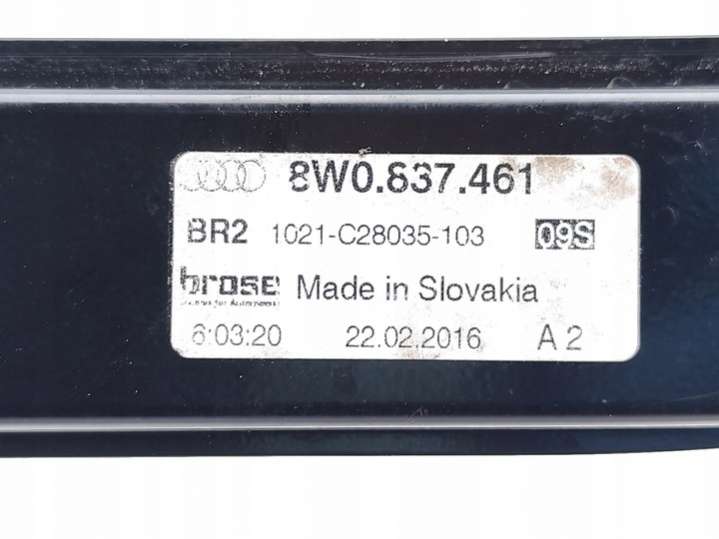 8W0.837.461
BR2 1021-C28035-103 09S
brose Made in Slovakia
6:03:20 22.02.2016 A 2